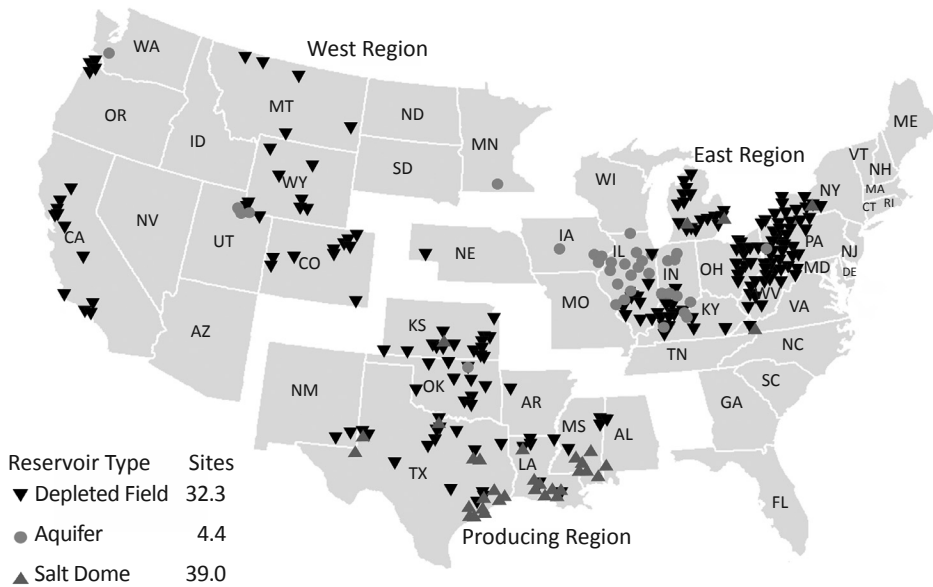 West Region
WA
MT
ND
OR
ID
MN
SD
WY
WI
East Region
ME
VT
NH
MA
NY
CT
RI
NV
CA
UT
CO
NE
IA
IL
IN
OH
PA
NJ
MD
DE
WV
VA
MO
KY
AZ
KS
NM
OK
TN
NC
AR
SC
MS
AL
GA
TX
LA
FL
Producing Region
Reservoir Type Sites
Depleted Field 32.3
Aquifer 4.4
Salt Dome 39.0